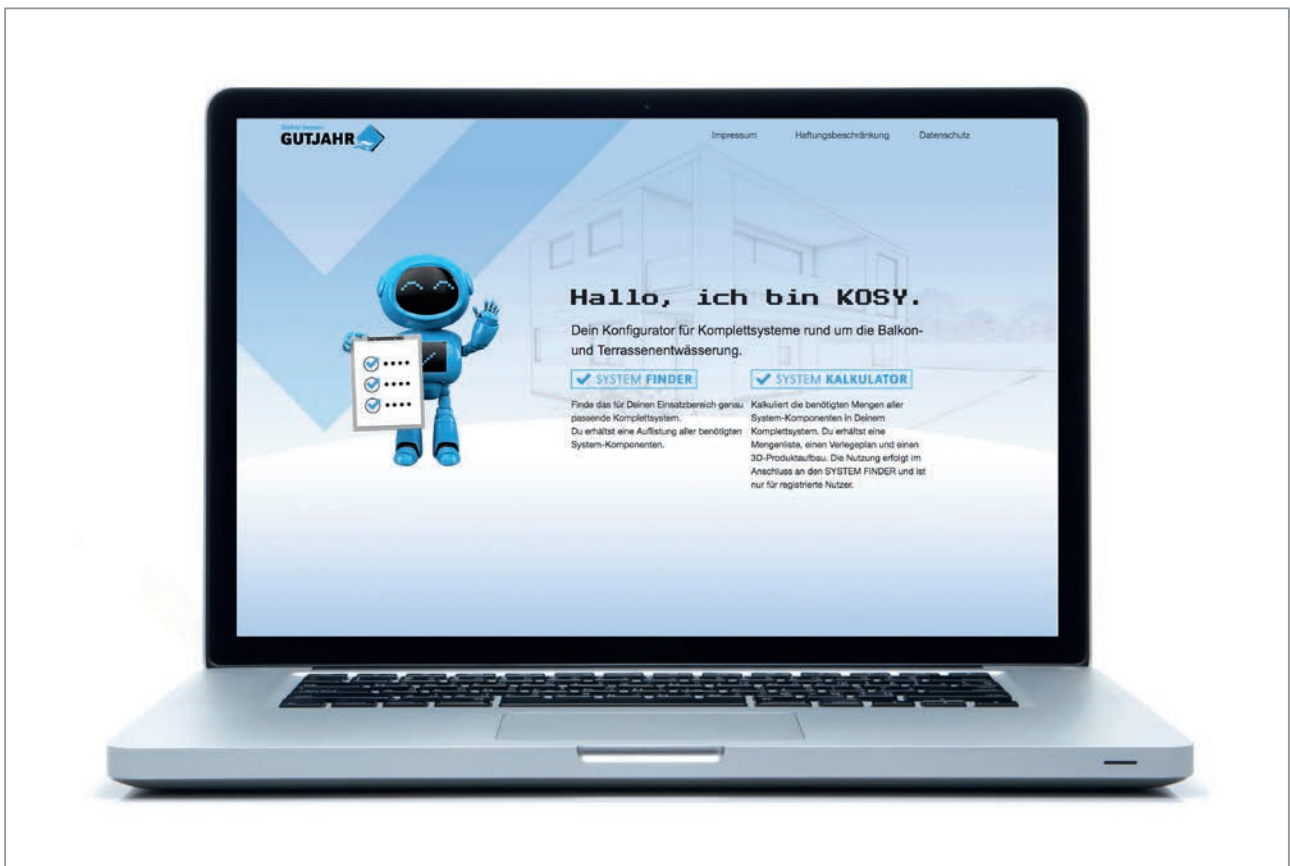 GUTJAHR
Impressum Haftungsbeschränkung Datenschutz
Hallo, ich bin KOSY.
Dein Konfigurator für Komplettsysteme rund um die Balkon-
und Terrassenentwässerung.
SYSTEM FINDER
Finde das für Deinen Einsatzbereich genau
passende Komplettsystem.
Du erhältst eine Auflistung aller benötigten
System-Komponenten.
SYSTEM KALKULATOR
Kalkuliert die benötigten Mengen aller
System-Komponenten in Deinem
Komplettsystem. Du erhältst eine
Mengenliste, einen Verlegeplan und einen
3D-Produktaufbau. Die Nutzung erfolgt im
Anschluss an den SYSTEM FINDER und ist
nur für registrierte Nutzer.